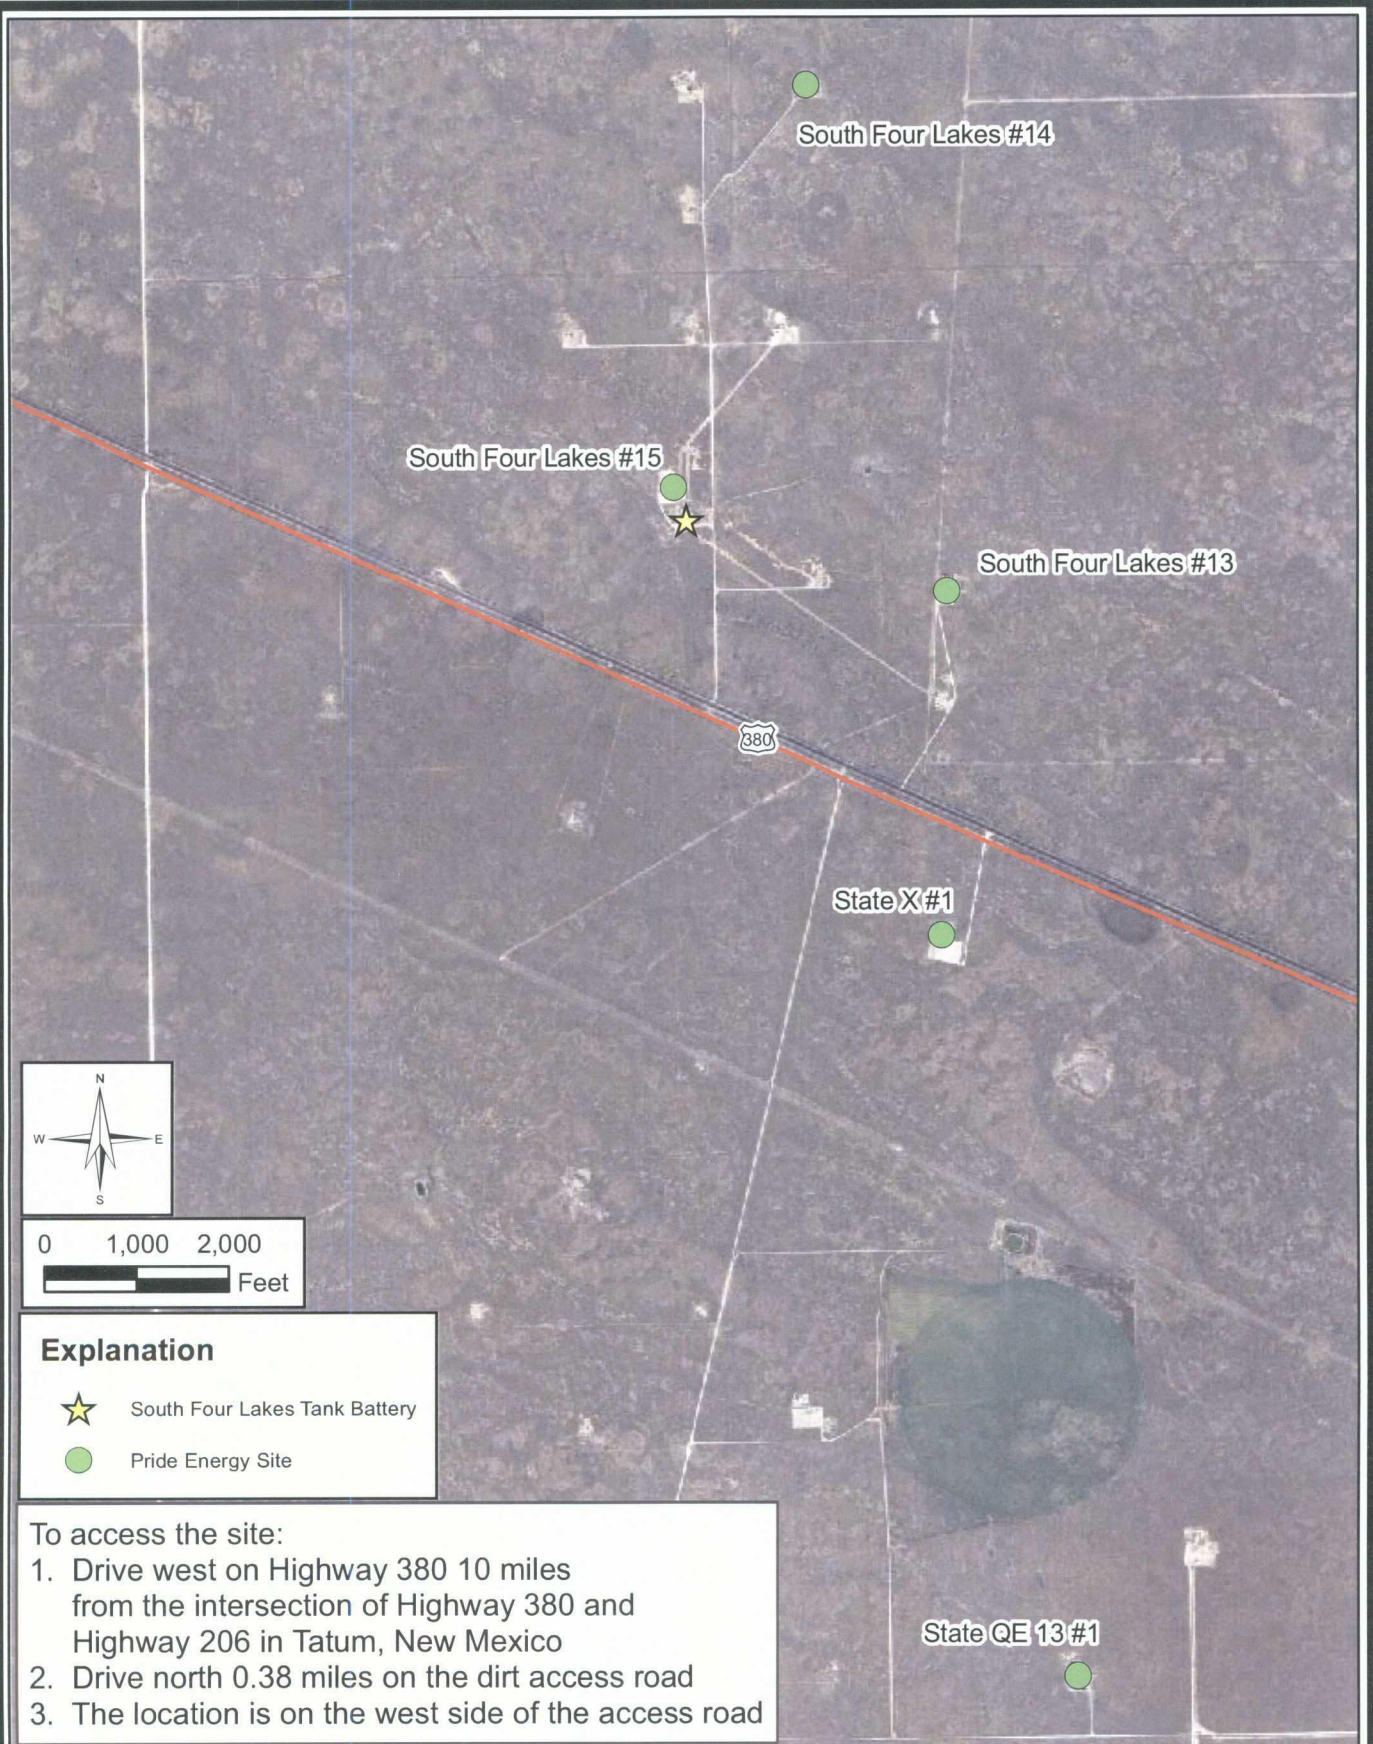 South Four Lakes #14
South Four Lakes #15
South Four Lakes #13
380
State X #1
N
W E
S
0 1,000 2,000
Feet
Explanation
South Four Lakes Tank Battery
Pride Energy Site
To access the site:
1. Drive west on Highway 380 10 miles
from the intersection of Highway 380 and
Highway 206 in Tatum, New Mexico
2. Drive north 0.38 miles on the dirt access road
3. The location is on the west side of the access road
State QE 13 #1